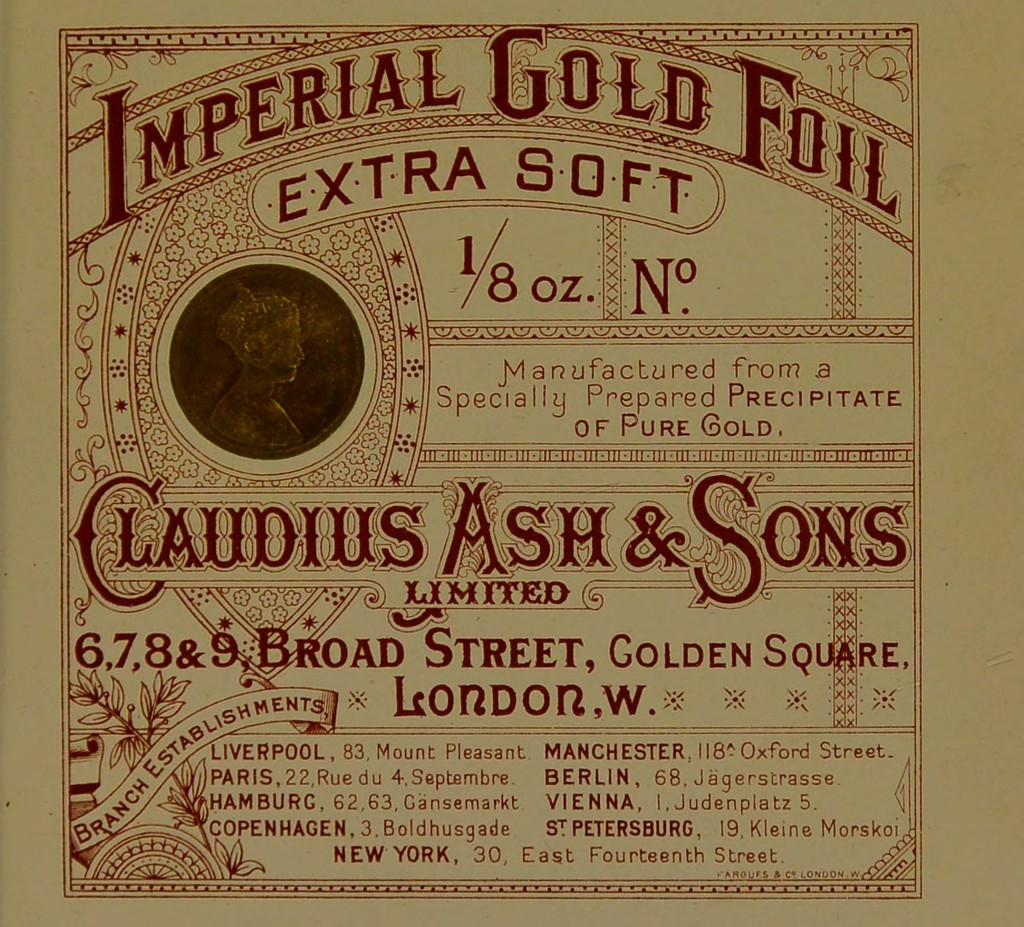 IMPERIAL GOLD FOIL
E·X·T·RA S·O·F·T
1/8 oz. Nº.
Manufactured from a
Specially Prepared PRECIPITATE
OF PURE GOLD.
CLAUDIUS ASH & SONS
LIMITED
6,7,8 & 9, BROAD STREET, GOLDEN SQUARE,
LONDON, W.
BRANCH ESTABLISHMENTS.
LIVERPOOL, 83, Mount Pleasant. MANCHESTER, 118ᴬ Oxford Street.
PARIS, 22, Rue du 4, Septembre. BERLIN, 68, Jägerstrasse.
HAMBURG, 62,63, Gänsemarkt VIENNA, 1, Judenplatz 5.
COPENHAGEN, 3, Boldhusgade ST. PETERSBURG, 19, Kleine Morskoi
NEW YORK, 30, East Fourteenth Street.
& Cº LONDON, W.